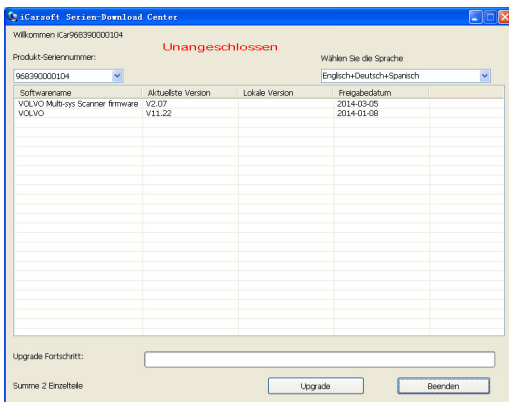 iCarsoft Serien-Download Center
Willkommen iCar968390000104
Unangeschlossen
Produkt-Seriennummer:
Wählen Sie die Sprache
968390000104
Englisch+Deutsch+Spanisch
Softwarename Aktuellste Version Lokale Version Freigabedatum
VOLVO Multi-sys Scanner firmware V2.07 2014-03-05
VOLVO V11.22 2014-01-08
Upgrade Fortschritt:
Summe 2 Einzelteile
Upgrade
Beenden